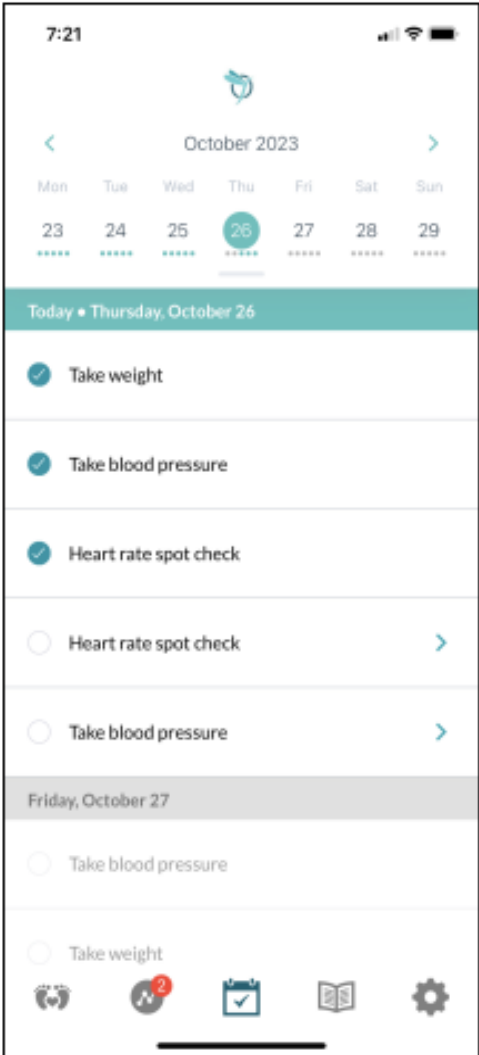 7:21
October 2023
Mon Tue Wed Thu Fri Sat Sun
23 24 25 26 27 28 29
Today • Thursday, October 26
Take weight
Take blood pressure
Heart rate spot check
Heart rate spot check
Take blood pressure
Friday, October 27
Take blood pressure
Take weight
2